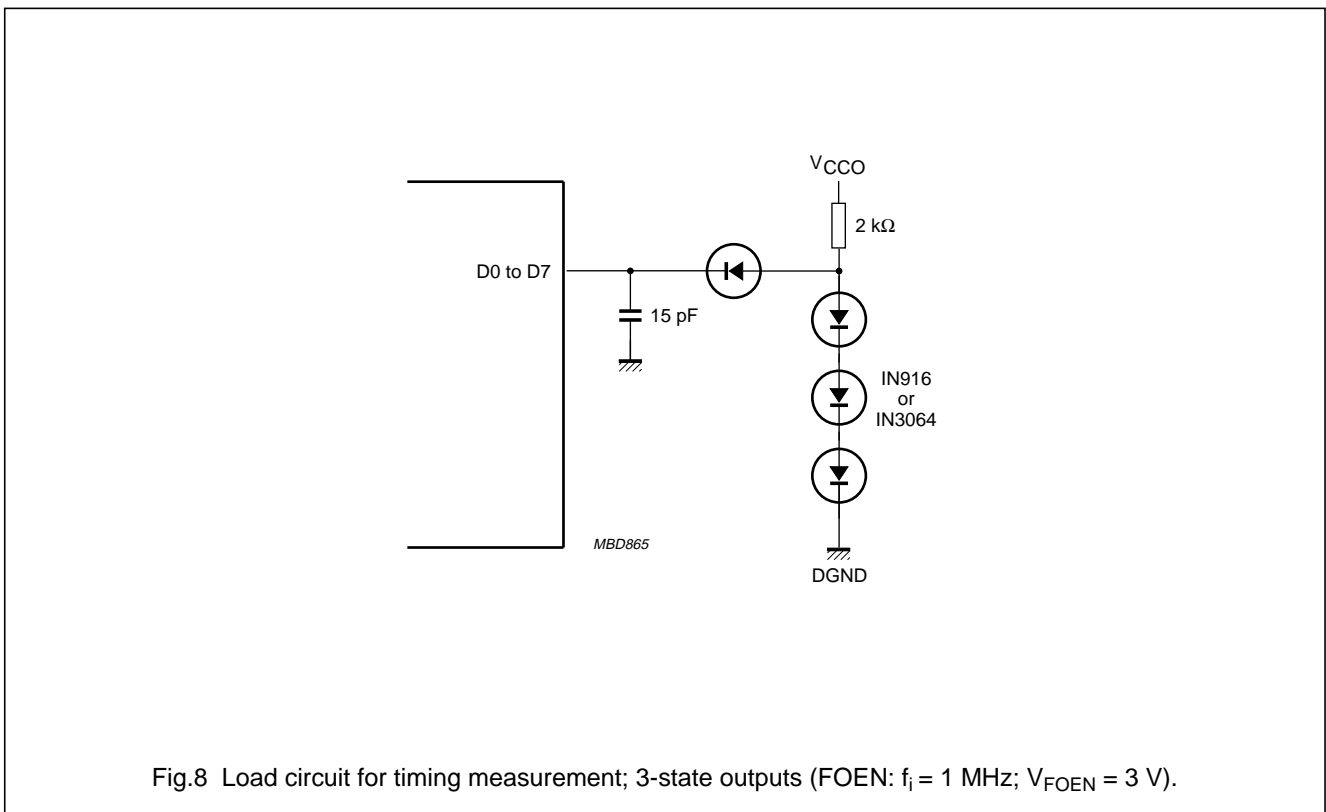 VCCO
2 kΩ
D0 to D7
15 pF
IN916
or
IN3064
MBD865
DGND
Fig.8 Load circuit for timing measurement; 3-state outputs (FOEN: fi = 1 MHz; VFOEN = 3 V).